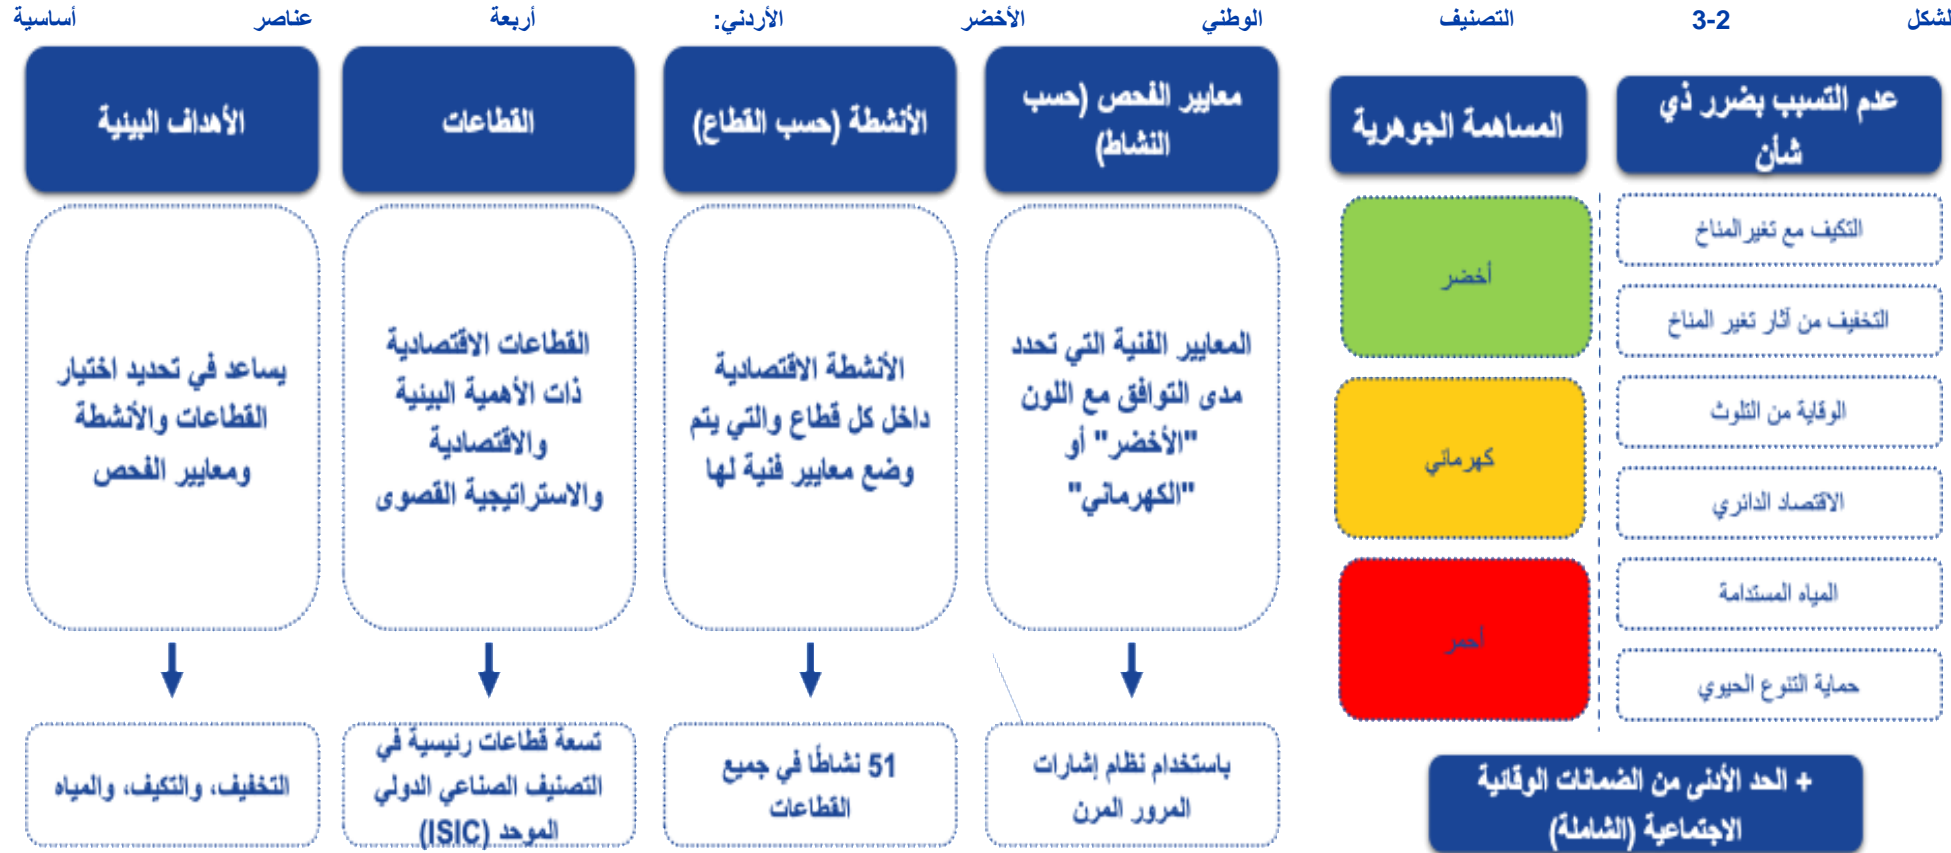 لشكل 3-2 التصنيف الوطني الأخضر الأردني: أربعة عناصر أساسية
عدم التسبب بضرر ذي
شأن
التكيف مع تغير المناخ
التخفيف من آثار تغير المناخ
الوقاية من التلوث
الاقتصاد الدائري
المياه المستدامة
حماية التنوع الحيوي
المساهمة الجوهرية
أخضر
كهرماني
أحمر
+ الحد الأدنى من الضمانات الوقائية
الاجتماعية (الشاملة)
معايير الفحص (حسب
النشاط)
المعايير الفنية التي تحدد
مدى التوافق مع اللون
"الأخضر" أو
"الكهرماني"
باستخدام نظام إشارات
المرور المرن
الأنشطة (حسب القطاع)
الأنشطة الاقتصادية
داخل كل قطاع والتي يتم
وضع معايير فنية لها
51 نشاطًا في جميع
القطاعات
القطاعات
القطاعات الاقتصادية
ذات الأهمية البيئية
والاقتصادية
والاستراتيجية القصوى
تسعة قطاعات رئيسية في
التصنيف الصناعي الدولي
الموحد (ISIC)
الأهداف البيئية
يساعد في تحديد اختيار
القطاعات والأنشطة
ومعايير الفحص
التخفيف، والتكيف، والمياه